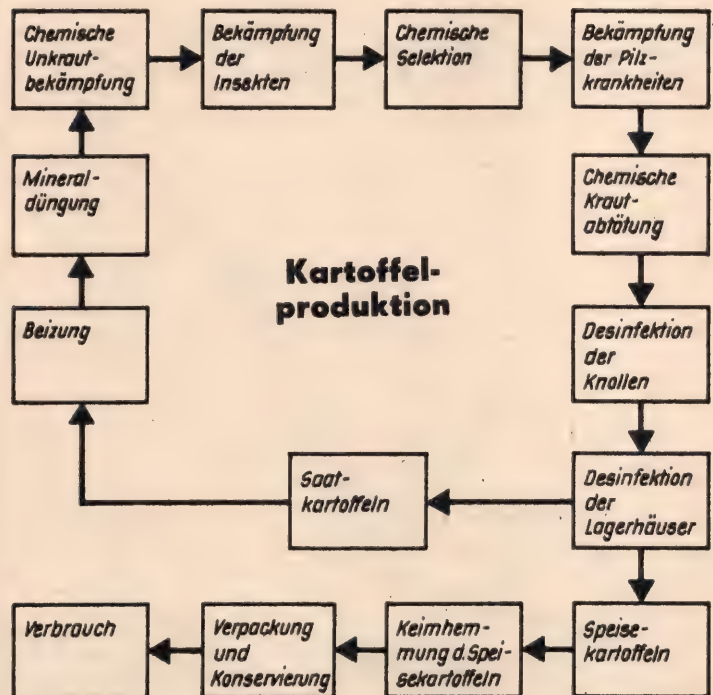 Chemische
Unkraut-
bekämpfung
Bekämpfung
der
Insekten
Chemische
Selektion
Bekämpfung
der Pilz-
krankheiten
Mineral-
düngung
Chemische
Kraut-
abtötung
Kartoffel-
produktion
Beizung
Desinfektion
der
Knollen
Saat-
kartoffeln
Desinfektion
der
Lagerhäuser
Verbrauch
Verpackung
und
Konservierung
Keimhem-
mung d. Spei-
sekartoffeln
Speise-
kartoffeln